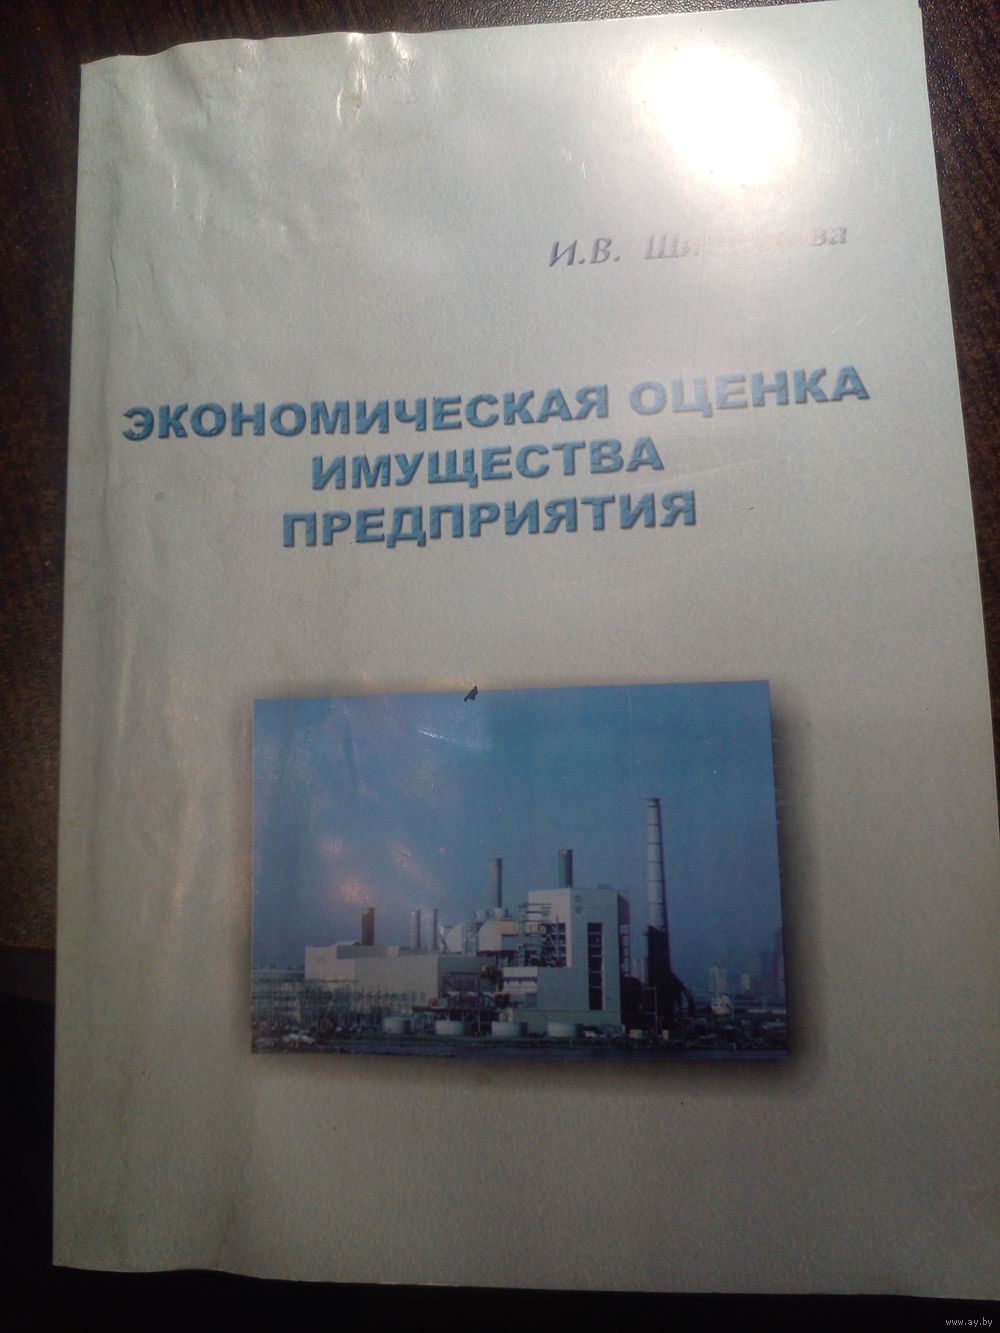 И.В.
ЭКОНОМИЧЕСКАЯ ОЦЕНКА
ИМУЩЕСТВА
ПРЕДПРИЯТИЯ
www.ay.by